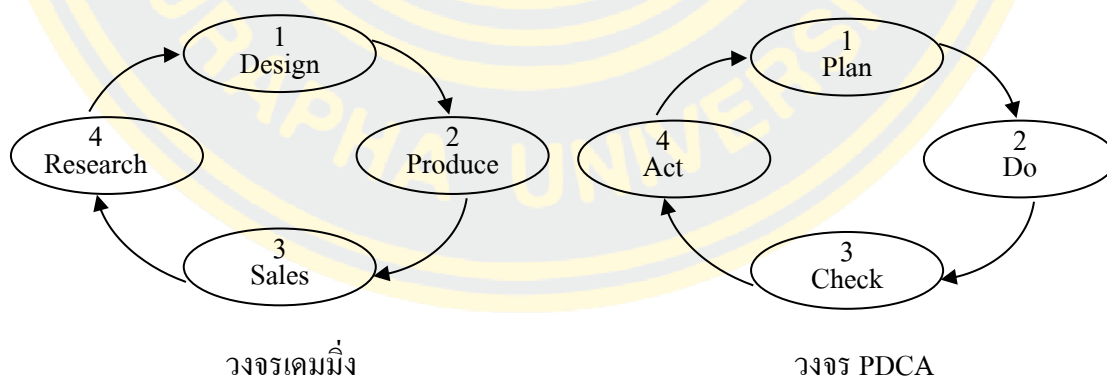 1
Design
2
Produce
3
Sales
4
Research
วงจรเดมมิ่ง
1
Plan
2
Do
3
Check
4
Act
วงจร PDCA